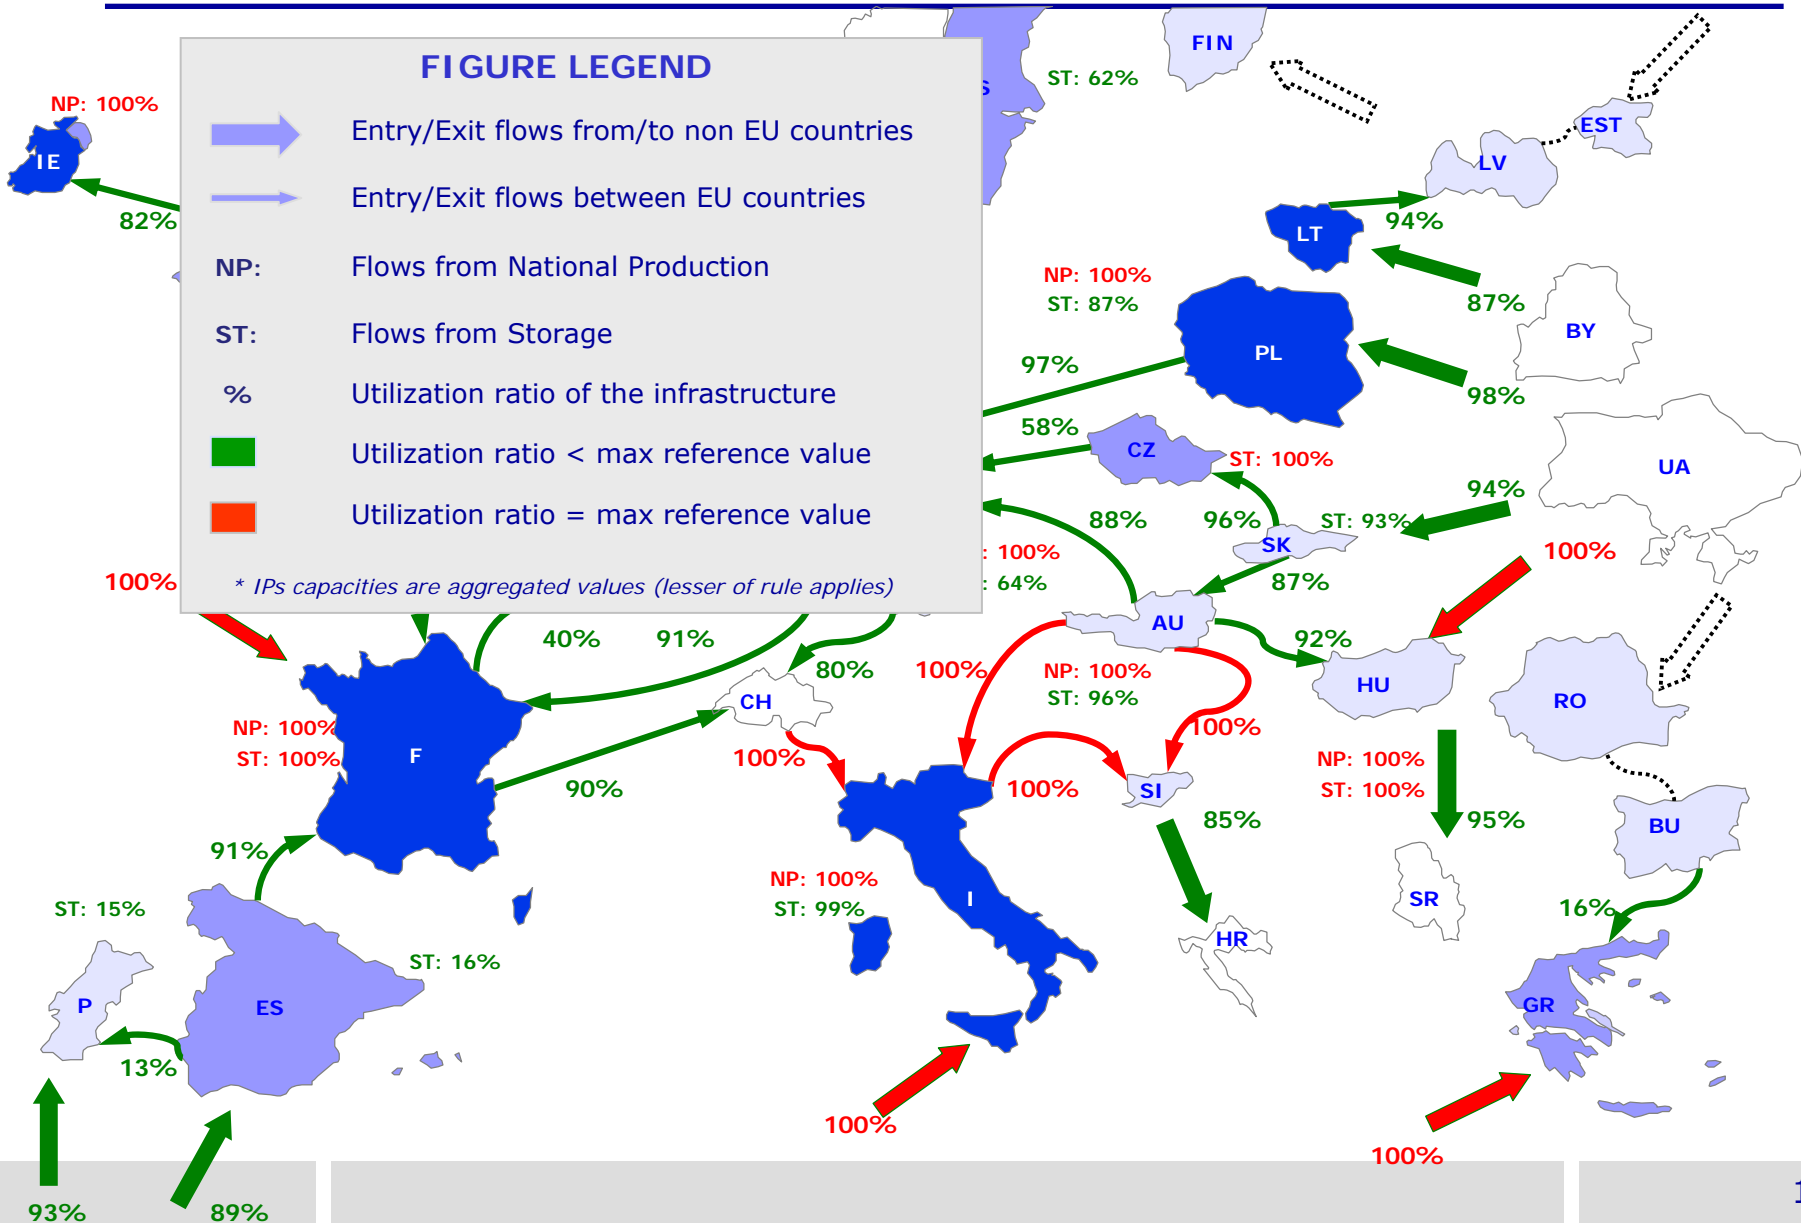 FIGURE LEGEND
Entry/Exit flows from/to non EU countries
Entry/Exit flows between EU countries
NP: Flows from National Production
ST: Flows from Storage
% Utilization ratio of the infrastructure
Utilization ratio < max reference value
Utilization ratio = max reference value
* IPs capacities are aggregated values (lesser of rule applies)
FIN
S
ST: 62%
NP: 100%
IE
82%
EST
LV
94%
LT
87%
NP: 100%
ST: 87%
BY
PL
97%
98%
58%
CZ
ST: 100%
UA
94%
88%
96%
ST: 93%
SK
: 100%
: 64%
87%
100%
100%
AU
92%
40%
91%
80%
100%
NP: 100%
ST: 96%
HU
RO
CH
100%
NP: 100%
ST: 100%
F
100%
90%
100%
SI
85%
NP: 100%
ST: 100%
95%
BU
91%
NP: 100%
ST: 99%
I
SR
16%
ST: 15%
ST: 16%
HR
P
ES
GR
13%
100%
100%
93%
89%
1